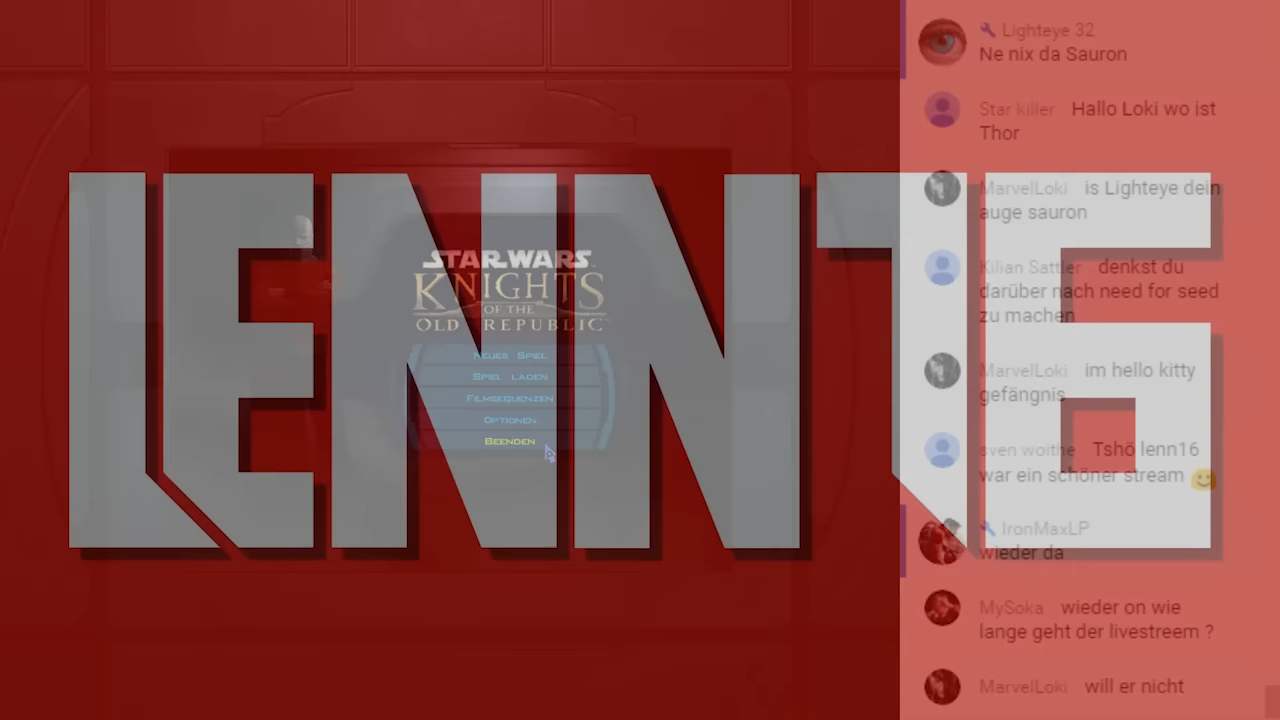 LENN16
STAR WARS
KNIGHTS
OF THE
OLD REPUBLIC
NEUES SPIEL
SPIEL LADEN
FILMSEQUENZEN
OPTIONEN
BEENDEN
Lighteye 32
Ne nix da Sauron
Star killer Hallo Loki wo ist
Thor
MarvelLoki is Lighteye dein
auge sauron
Kilian Sattler denkst du
darüber nach need for seed
zu machen
MarvelLoki im hello kitty
gefängnis
sven woithe Tshö lenn16
war ein schöner stream
IronMaxLP
wieder da
MySoka wieder on wie
lange geht der livestreem ?
MarvelLoki will er nicht